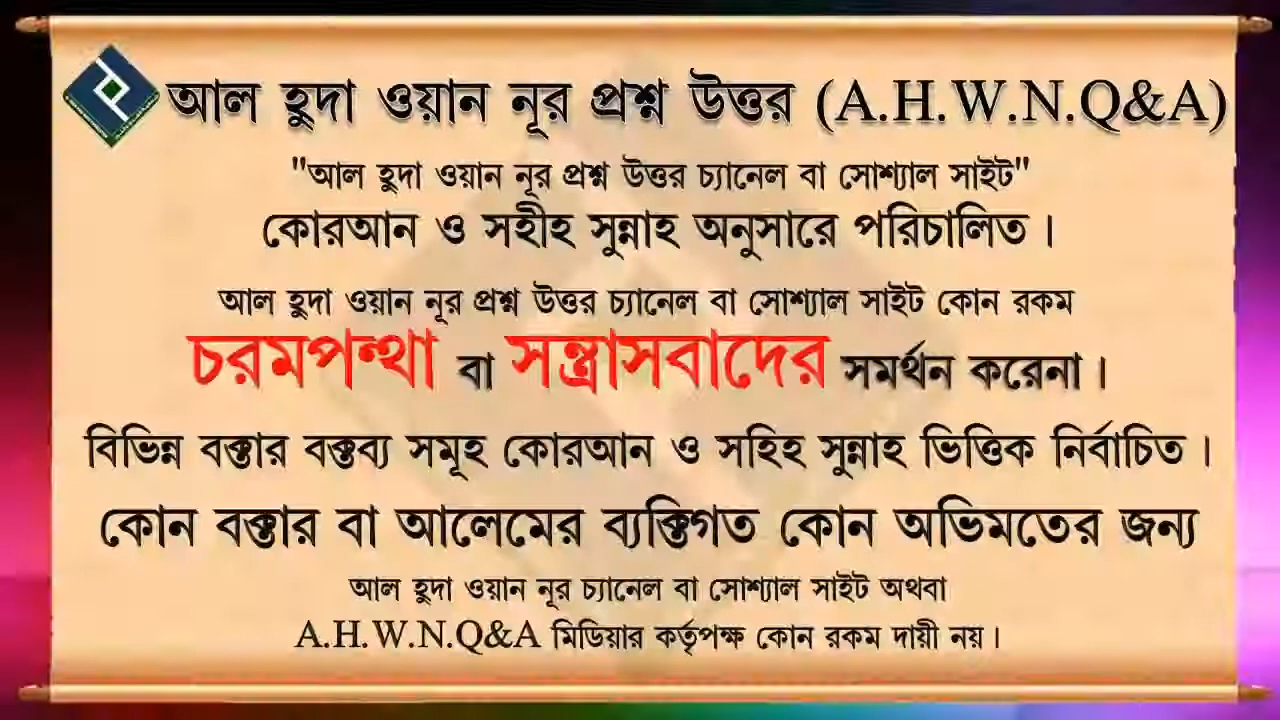 আল হুদা ওয়ান নূর প্রশ্ন উত্তর (A.H.W.N.Q&A)
"আল হুদা ওয়ান নূর প্রশ্ন উত্তর চ্যানেল বা সোশ্যাল সাইট"
কোরআন ও সহীহ সুন্নাহ অনুসারে পরিচালিত।
আল হুদা ওয়ান নূর প্রশ্ন উত্তর চ্যানেল বা সোশ্যাল সাইট কোন রকম
চরমপন্থা বা সন্ত্রাসবাদের সমর্থন করেনা।
বিভিন্ন বক্তার বক্তব্য সমূহ কোরআন ও সহিহ সুন্নাহ ভিত্তিক নির্বাচিত।
কোন বক্তার বা আলেমের ব্যক্তিগত কোন অভিমতের জন্য
আল হুদা ওয়ান নূর চ্যানেল বা সোশ্যাল সাইট অথবা
A.H.W.N.Q&A মিডিয়ার কর্তৃপক্ষ কোন রকম দায়ী নয়।